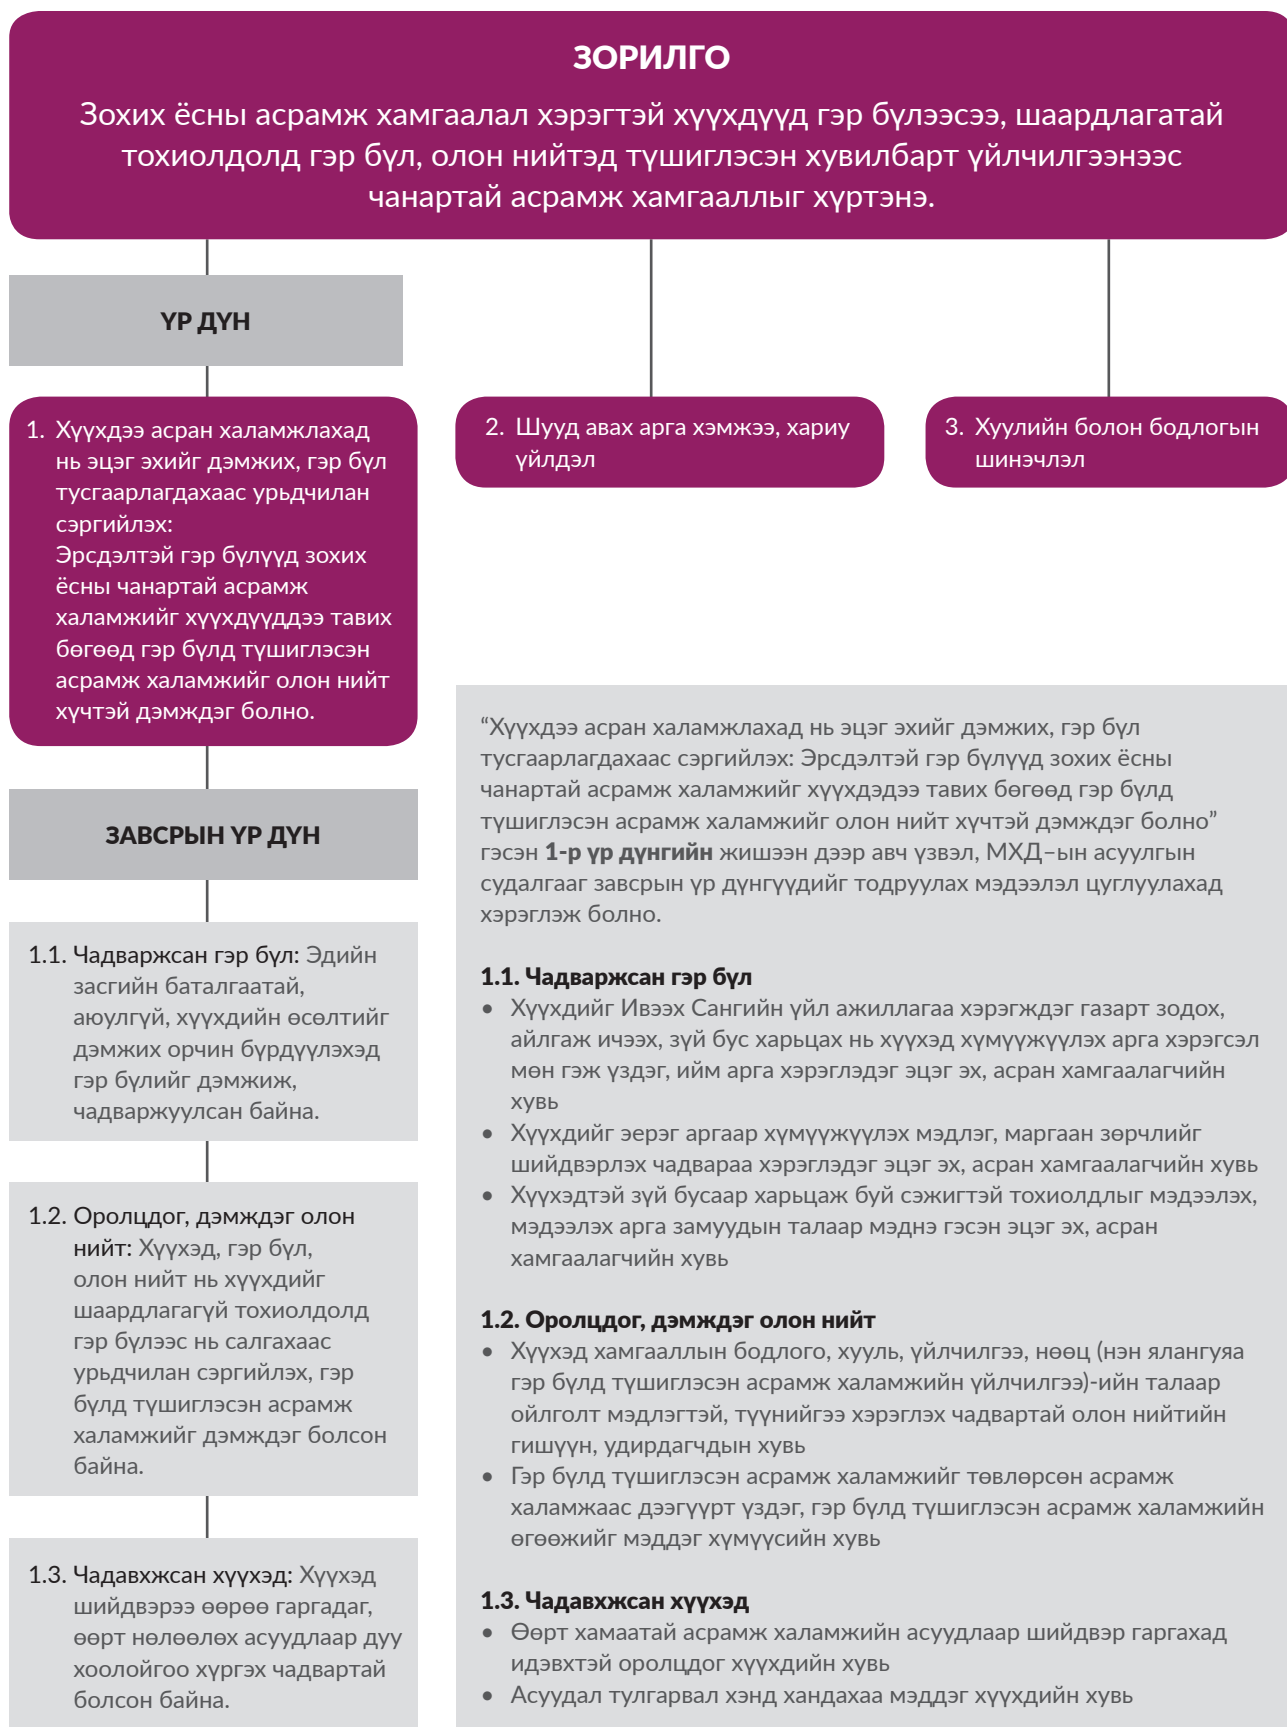 ЗОРИЛГО
Зохих ёсны асрамж хамгаалал хэрэгтэй хүүхдүүд гэр бүлээсээ, шаардлагатай
тохиолдолд гэр бүл, олон нийтэд түшиглэсэн хувилбарт үйлчилгээнээс
чанартай асрамж хамгааллыг хүртэнэ.
ҮР ДҮН
1. Хүүхдээ асран халамжлахад
нь эцэг эхийг дэмжих, гэр бүл
тусгаарлагдахаас урьдчилан
сэргийлэх:
Эрсдэлтэй гэр бүлүүд зохих
ёсны чанартай асрамж
халамжийг хүүхдүүддээ тавих
бөгөөд гэр бүлд түшиглэсэн
асрамж халамжийг олон нийт
хүчтэй дэмждэг болно.
2. Шууд авах арга хэмжээ, хариу
үйлдэл
3. Хуулийн болон бодлогын
шинэчлэл
ЗАВСРЫН ҮР ДҮН
1.1. Чадваржсан гэр бүл: Эдийн
засгийн баталгаатай,
аюулгүй, хүүхдийн өсөлтийг
дэмжих орчин бүрдүүлэхэд
гэр бүлийг дэмжиж,
чадваржуулсан байна.
1.2. Оролцдог, дэмждэг олон
нийт: Хүүхэд, гэр бүл,
олон нийт нь хүүхдийг
шаардлагагүй тохиолдолд
гэр бүлээс нь салгахаас
урьдчилан сэргийлэх, гэр
бүлд түшиглэсэн асрамж
халамжийг дэмждэг болсон
байна.
1.3. Чадавхжсан хүүхэд: Хүүхэд
шийдвэрээ өөрөө гаргадаг,
өөрт нөлөөлөх асуудлаар дуу
хоолойгоо хүргэх чадвартай
болсон байна.
“Хүүхдээ асран халамжлахад нь эцэг эхийг дэмжих, гэр бүл
тусгаарлагдахаас сэргийлэх: Эрсдэлтэй гэр бүлүүд зохих ёсны
чанартай асрамж халамжийг хүүхдэдээ тавих бөгөөд гэр бүлд
түшиглэсэн асрамж халамжийг олон нийт хүчтэй дэмждэг болно”
гэсэн 1-р үр дүнгийн жишээн дээр авч үзвэл, МХД–ын асуулгын
судалгааг завсрын үр дүнгүүдийг тодруулах мэдээлэл цуглуулахад
хэрэглэж болно.
1.1. Чадваржсан гэр бүл
• Хүүхдийг Ивээх Сангийн үйл ажиллагаа хэрэгждэг газарт зодох,
айлгаж ичээх, зүй бус харьцах нь хүүхэд хүмүүжүүлэх арга хэрэгсэл
мөн гэж үздэг, ийм арга хэрэглэдэг эцэг эх, асран хамгаалагчийн
хувь
• Хүүхдийг эерэг аргаар хүмүүжүүлэх мэдлэг, маргаан зөрчлийг
шийдвэрлэх чадвараа хэрэглэдэг эцэг эх, асран хамгаалагчийн хувь
• Хүүхэдтэй зүй бусаар харьцаж буй сэжигтэй тохиолдлыг мэдээлэх,
мэдээлэх арга замуудын талаар мэднэ гэсэн эцэг эх, асран
хамгаалагчийн хувь
1.2. Оролцдог, дэмждэг олон нийт
• Хүүхэд хамгааллын бодлого, хууль, үйлчилгээ, нөөц (нэн ялангуяа
гэр бүлд түшиглэсэн асрамж халамжийн үйлчилгээ)-ийн талаар
ойлголт мэдлэгтэй, түүнийгээ хэрэглэх чадвартай олон нийтийн
гишүүн, удирдагчдын хувь
• Гэр бүлд түшиглэсэн асрамж халамжийг төвлөрсөн асрамж
халамжаас дээгүүрт үздэг, гэр бүлд түшиглэсэн асрамж халамжийн
өгөөжийг мэддэг хүмүүсийн хувь
1.3. Чадавхжсан хүүхэд
• Өөрт хамаатай асрамж халамжийн асуудлаар шийдвэр гаргахад
идэвхтэй оролцдог хүүхдийн хувь
• Асуудал тулгарвал хэнд хандахаа мэддэг хүүхдийн хувь